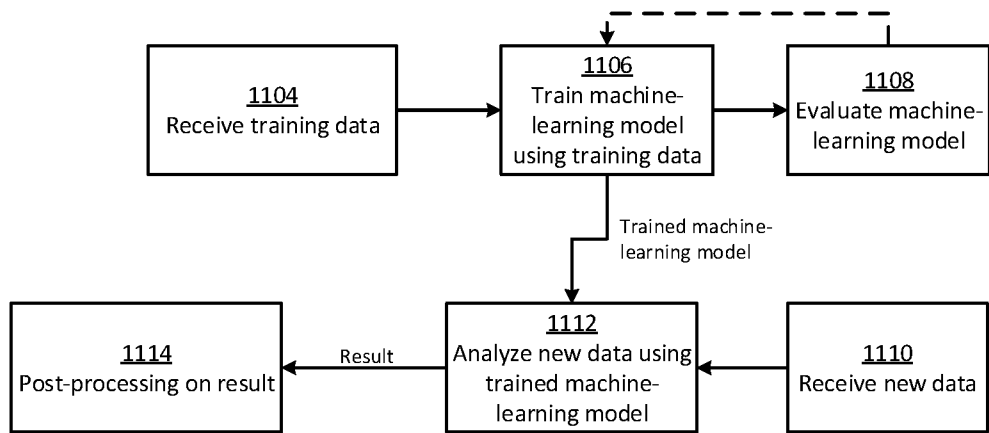 1104
Receive training data
1106
Train machine-
learning model
using training data
1108
Evaluate machine-
learning model
Trained machine-
learning model
1114
Post-processing on result
Result
1112
Analyze new data using
trained machine-
learning model
1110
Receive new data